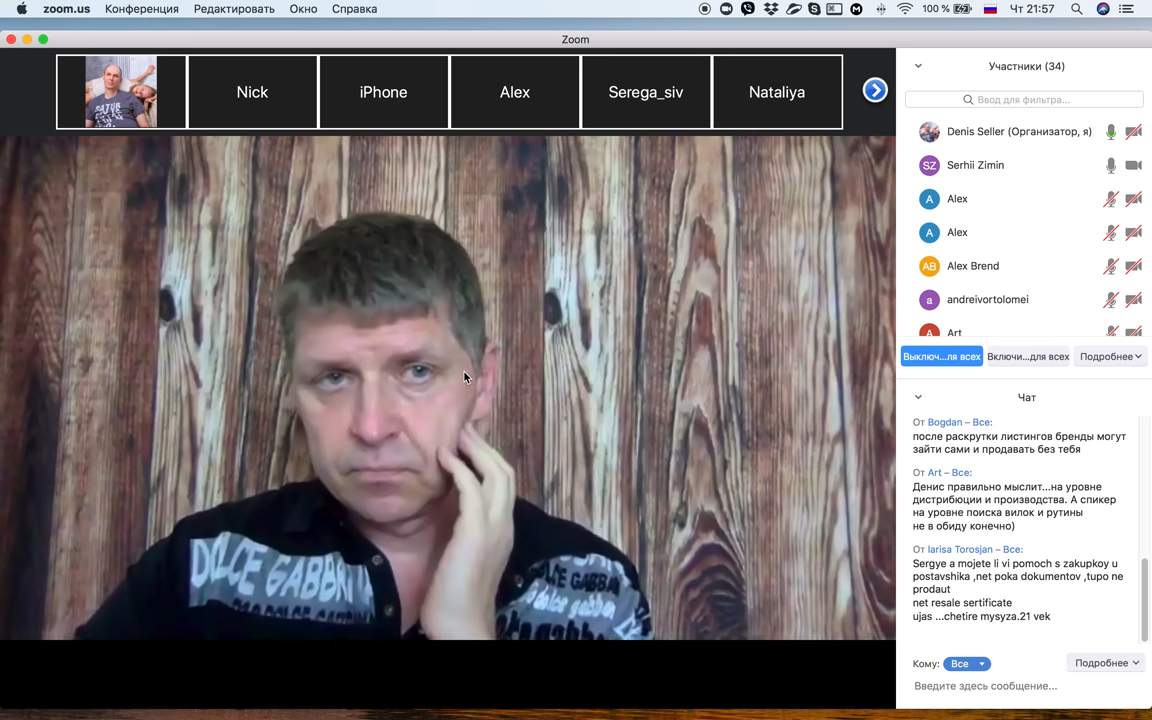 zoom.us Конференция Редактировать Окно Справка 100 % Чт 21:57
Zoom
Nick iPhone Alex Serega_siv Nataliya
Участники (34)
Ввод для фильтра...
Denis Seller (Организатор, я)
SZ Serhii Zimin
A Alex
A Alex
AB Alex Brend
a andreivortolomei
A Art
Выключ...ля всех Включи...для всех Подробнее
Чат
От Bogdan – Все:
после раскрутки листингов бренды могут
зайти сами и продавать без тебя
От Art – Все:
Денис правильно мыслит...на уровне
дистрибюции и производства. А спикер
на уровне поиска вилок и рутины
не в обиду конечно)
От larisa Torosjan – Все:
Sergye a mojete li vi pomoch s zakupkoy u
postavshika ,net poka dokumentov ,tupo ne
prodaut
net resale sertificate
ujas ...chetire mysyza.21 vek
Кому: Все Подробнее
Введите здесь сообщение...
DOLCE GABBA